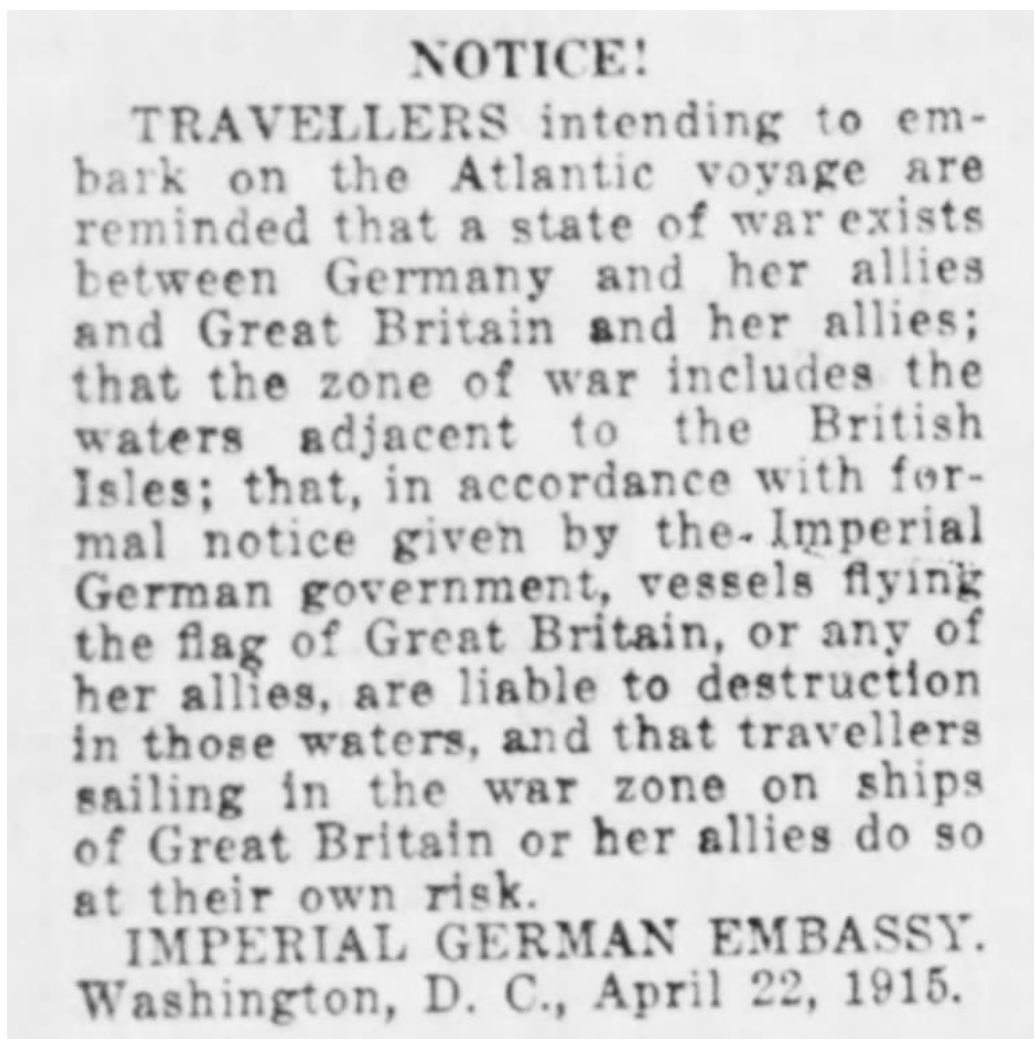 NOTICE!
TRAVELLERS intending to em-
bark on the Atlantic voyage are
reminded that a state of war exists
between Germany and her allies
and Great Britain and her allies;
that the zone of war includes the
waters adjacent to the British
Isles; that, in accordance with for-
mal notice given by the Imperial
German government, vessels flying
the flag of Great Britain, or any of
her allies, are liable to destruction
in those waters, and that travellers
sailing in the war zone on ships
of Great Britain or her allies do so
at their own risk.
IMPERIAL GERMAN EMBASSY.
Washington, D. C., April 22, 1915.